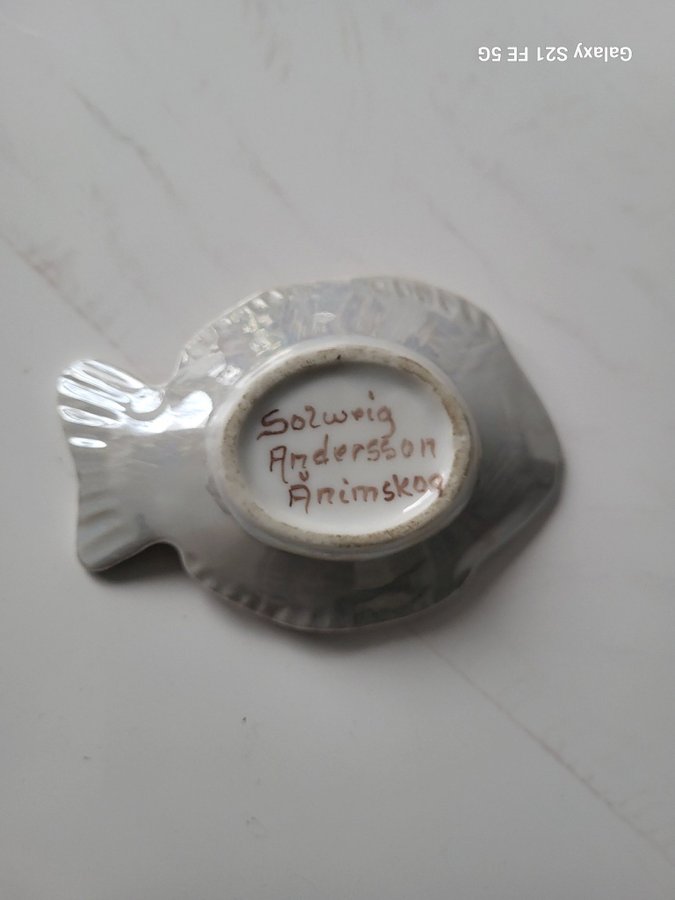 Galaxy S21 FE 5G
Solweig
Andersson
Ånimskog